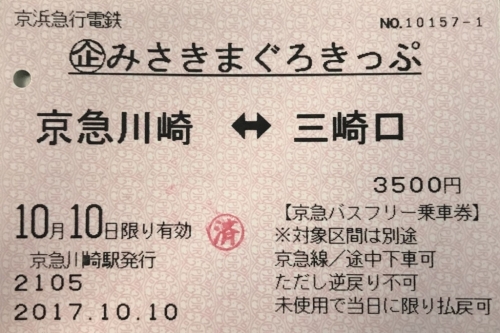 京浜急行電鉄
NO.10157-1
企みさきまぐろきっぷ
京急川崎 ↔ 三崎口
3500円
10月10日限り有効
済
【京急バスフリー乗車券】
※対象区間は別途
京急川崎駅発行
京急線/途中下車可
2105
ただし逆戻り不可
2017.10.10
未使用で当日に限り払戻可